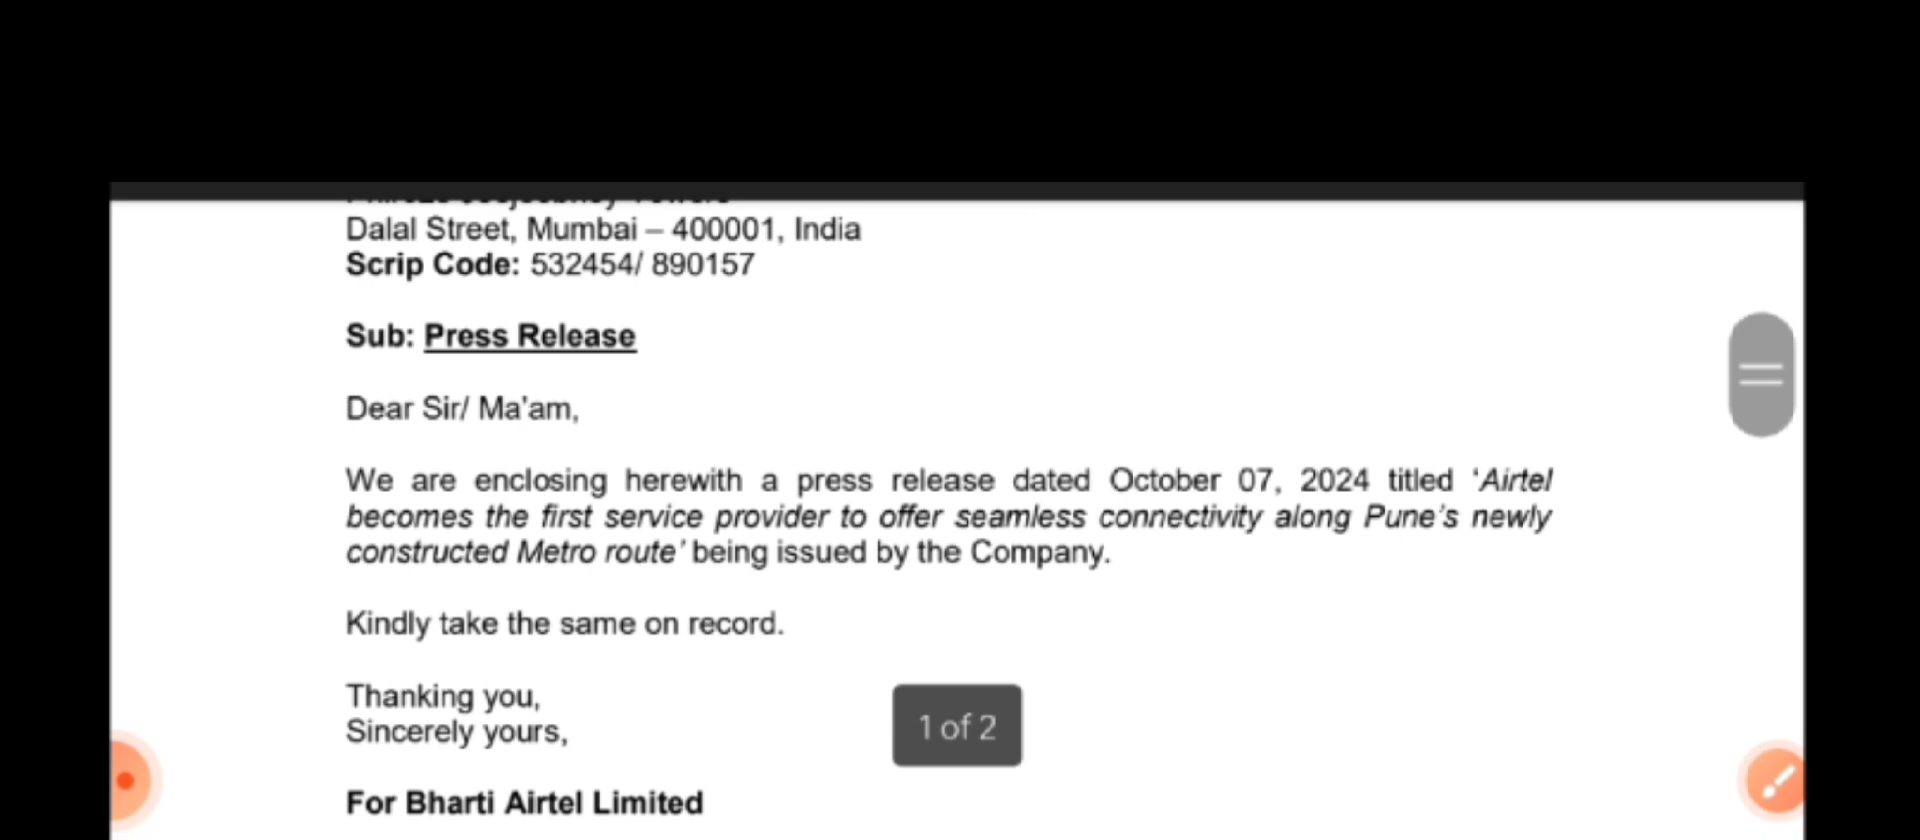 Dalal Street, Mumbai – 400001, India
Scrip Code: 532454/ 890157
Sub: Press Release
Dear Sir/ Ma'am,
We are enclosing herewith a press release dated October 07, 2024 titled ‘Airtel
becomes the first service provider to offer seamless connectivity along Pune’s newly
constructed Metro route’ being issued by the Company.
Kindly take the same on record.
Thanking you,
Sincerely yours,
1 of 2
For Bharti Airtel Limited